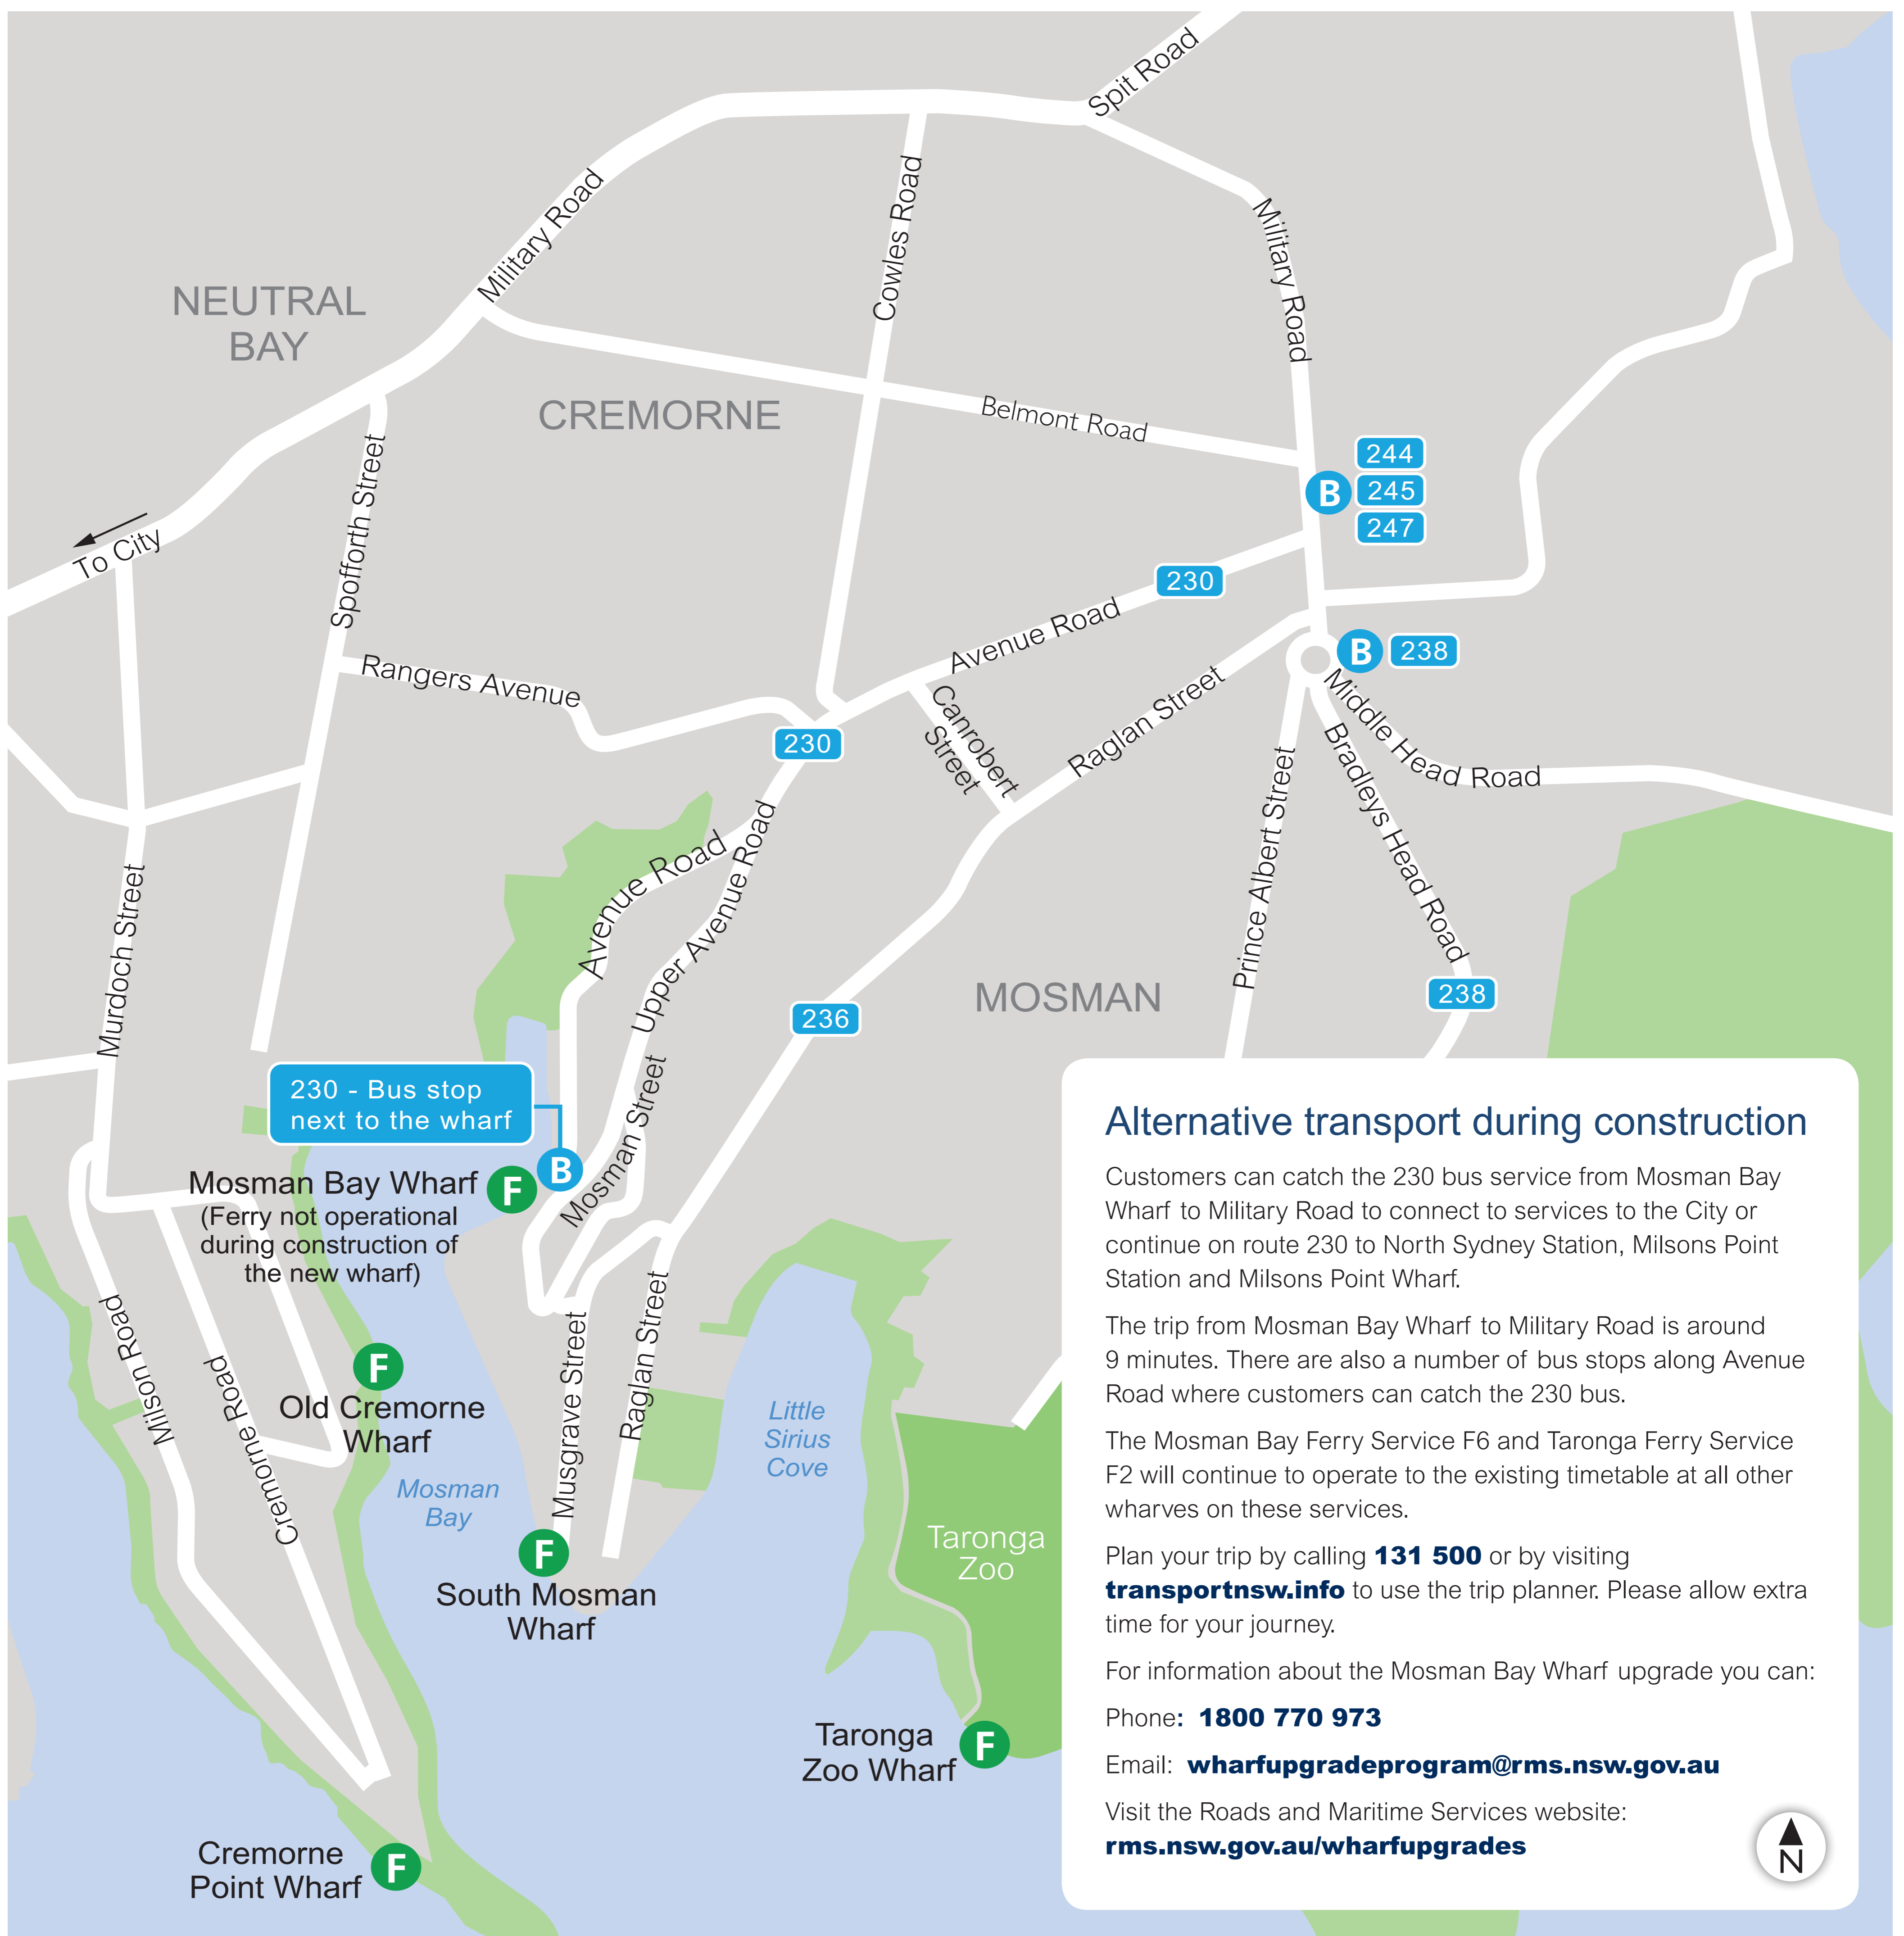 Spit Road
Military Road
Cowles Road
Military Road
NEUTRAL
BAY
CREMORNE
Belmont Road
244
B
245
247
Spofforth Street
To City
230
Avenue Road
B
238
Rangers Avenue
Canrobert
Street
Raglan Street
Middle Head Road
230
Bradleys Head Road
Prince Albert Street
Avenue Road
Upper Avenue Road
Murdoch Street
MOSMAN
238
236
230 - Bus stop
next to the wharf
Mosman Street
B
Mosman Bay Wharf
F
(Ferry not operational
during construction of
the new wharf)
Milson Road
Cremorne Road
F
Old Cremorne
Wharf
Musgrave Street
Raglan Street
Mosman
Bay
Little
Sirius
Cove
F
South Mosman
Wharf
Taronga
Zoo
Taronga
Zoo Wharf
F
Cremorne
Point Wharf
F
Alternative transport during construction
Customers can catch the 230 bus service from Mosman Bay
Wharf to Military Road to connect to services to the City or
continue on route 230 to North Sydney Station, Milsons Point
Station and Milsons Point Wharf.
The trip from Mosman Bay Wharf to Military Road is around
9 minutes. There are also a number of bus stops along Avenue
Road where customers can catch the 230 bus.
The Mosman Bay Ferry Service F6 and Taronga Ferry Service
F2 will continue to operate to the existing timetable at all other
wharves on these services.
Plan your trip by calling 131 500 or by visiting
transportnsw.info to use the trip planner. Please allow extra
time for your journey.
For information about the Mosman Bay Wharf upgrade you can:
Phone: 1800 770 973
Email: wharfupgradeprogram@rms.nsw.gov.au
Visit the Roads and Maritime Services website:
rms.nsw.gov.au/wharfupgrades
N